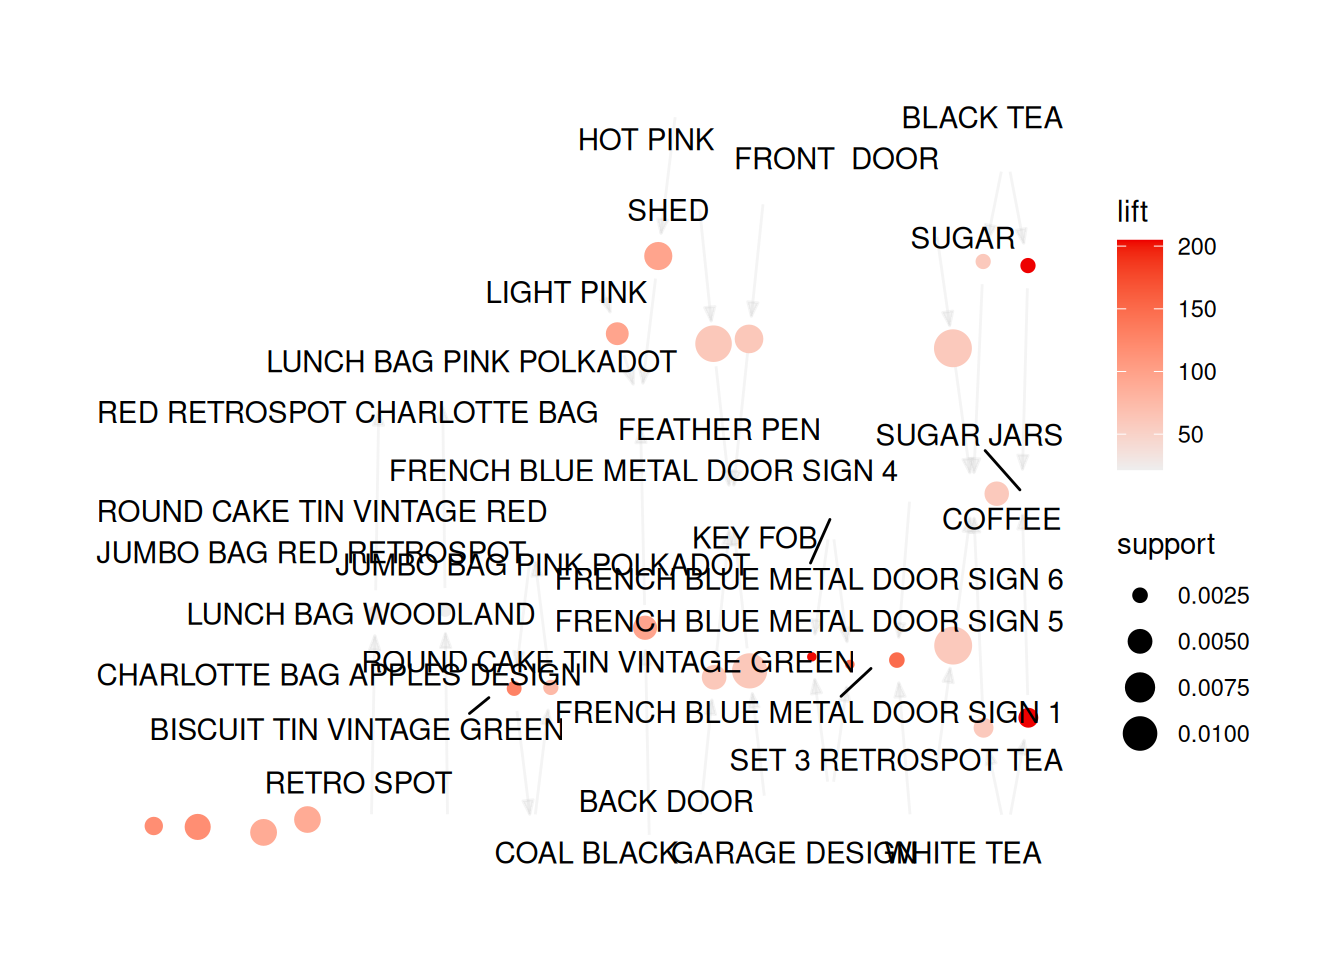 BLACK TEA
HOT PINK
FRONT  DOOR
SHED
SUGAR
LIGHT PINK
LUNCH BAG PINK POLKADOT
RED RETROSPOT CHARLOTTE BAG
FEATHER PEN
SUGAR JARS
FRENCH BLUE METAL DOOR SIGN 4
ROUND CAKE TIN VINTAGE RED
COFFEE
KEY FOB
JUMBO BAG RED RETROSPOT
JUMBO BAG PINK POLKADOT
FRENCH BLUE METAL DOOR SIGN 6
LUNCH BAG WOODLAND
FRENCH BLUE METAL DOOR SIGN 5
ROUND CAKE TIN VINTAGE GREEN
CHARLOTTE BAG APPLES DESIGN
FRENCH BLUE METAL DOOR SIGN 1
BISCUIT TIN VINTAGE GREEN
SET 3 RETROSPOT TEA
RETRO SPOT
BACK DOOR
COAL BLACK
GARAGE DESIGN
WHITE TEA
lift
200
150
100
50
support
0.0025
0.0050
0.0075
0.0100